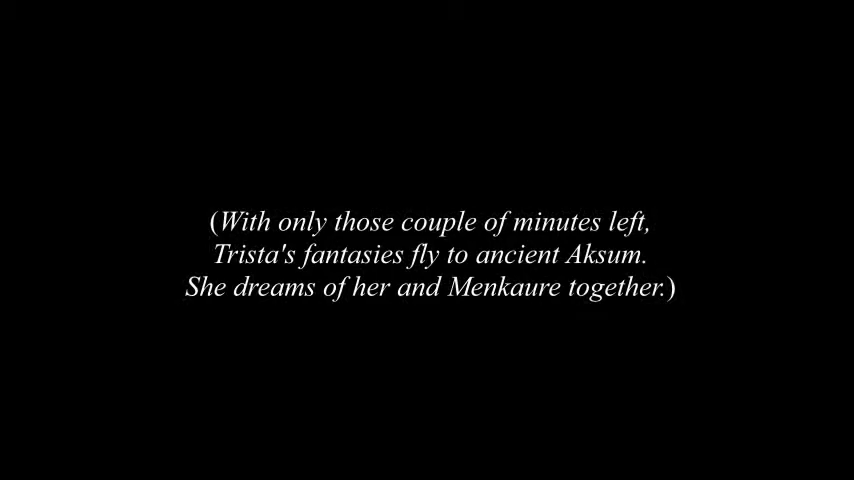 (With only those couple of minutes left,
Trista's fantasies fly to ancient Aksum.
She dreams of her and Menkaure together.)